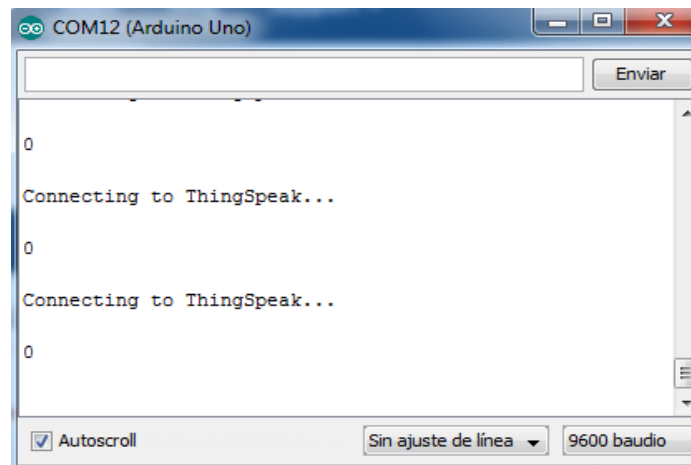 COM12 (Arduino Uno)
Enviar
0
Connecting to ThingSpeak...
0
Connecting to ThingSpeak...
0
Autoscroll
Sin ajuste de línea
9600 baudio